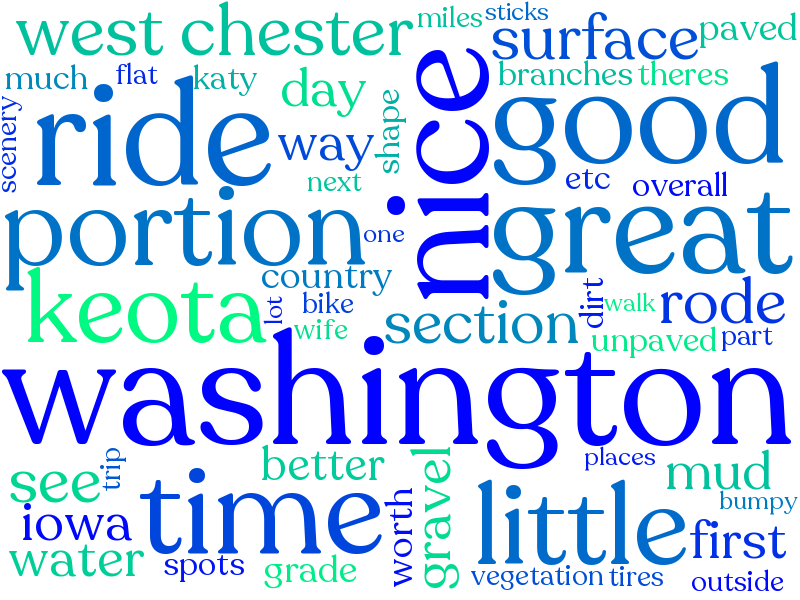 west chester
miles
sticks
surface
paved
much
flat
katy
day
nice
branches
theres
scenery
ride
way
shape
good
next
etc
overall
portion
one
great
country
keota
lot
bike
wife
section
dirt
walk
rode
unpaved
part
washington
see
trip
better
gravel
places
mud
iowa
time
worth
little
bumpy
first
water
spots
grade
vegetation
tires
outside